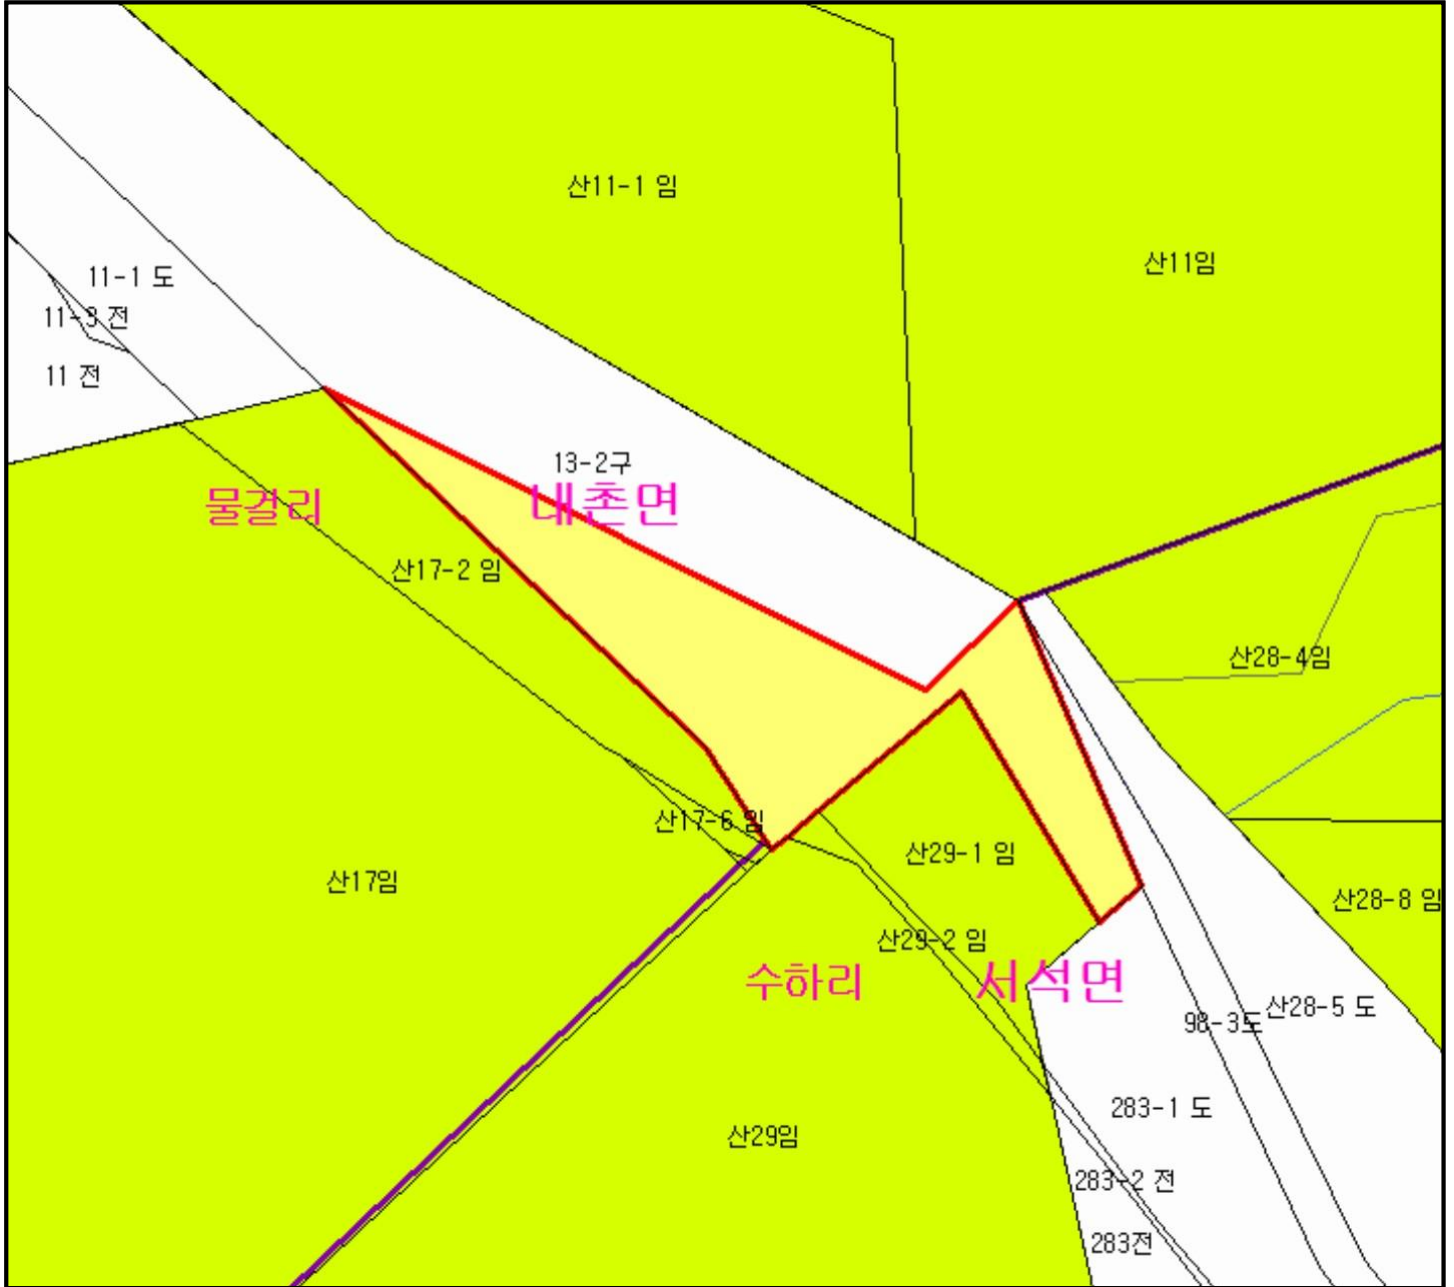 산11-1 임
산11임
11-1 도
11-3 전
11 전
13-2구
물걸리
내촌면
산17-2 임
산28-4임
산17-6 임
산29-1 임
산17임
산28-8 임
산29-2 임
수하리
서석면
산28-5 도
98-3도
283-1 도
산29임
283-2 전
283전